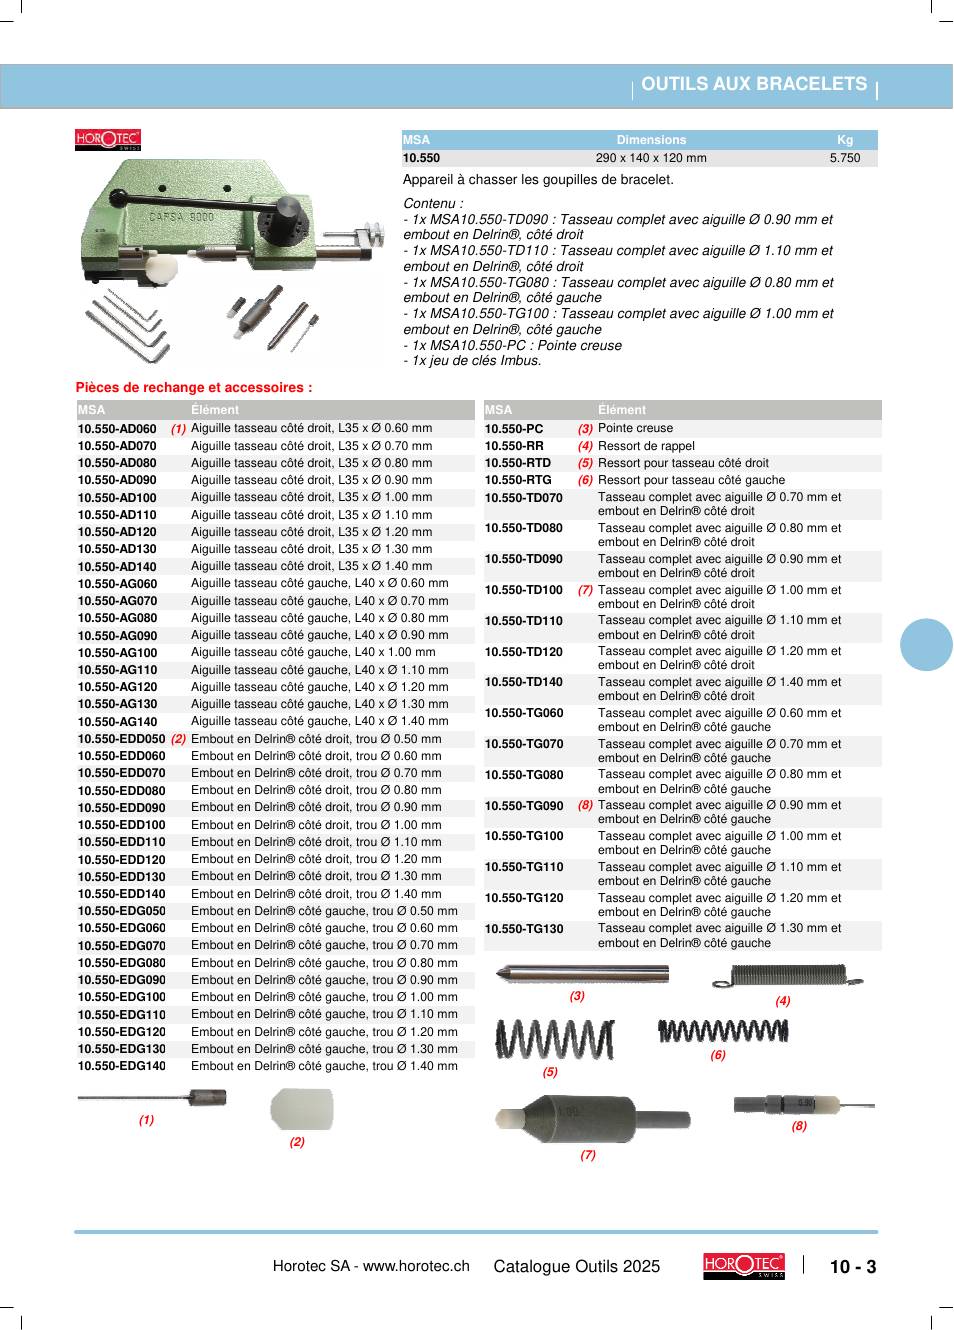 OUTILS AUX BRACELETS
HOROTEC®
SWISS
CAPSA 9000
MSA Dimensions Kg
10.550 290 x 140 x 120 mm 5.750
Appareil à chasser les goupilles de bracelet.
Contenu :
- 1x MSA10.550-TD090 : Tasseau complet avec aiguille Ø 0.90 mm et
embout en Delrin®, côté droit
- 1x MSA10.550-TD110 : Tasseau complet avec aiguille Ø 1.10 mm et
embout en Delrin®, côté droit
- 1x MSA10.550-TG080 : Tasseau complet avec aiguille Ø 0.80 mm et
embout en Delrin®, côté gauche
- 1x MSA10.550-TG100 : Tasseau complet avec aiguille Ø 1.00 mm et
embout en Delrin®, côté gauche
- 1x MSA10.550-PC : Pointe creuse
- 1x jeu de clés Imbus.
Pièces de rechange et accessoires :
MSA Élément
10.550-AD060 (1) Aiguille tasseau côté droit, L35 x Ø 0.60 mm
10.550-AD070 Aiguille tasseau côté droit, L35 x Ø 0.70 mm
10.550-AD080 Aiguille tasseau côté droit, L35 x Ø 0.80 mm
10.550-AD090 Aiguille tasseau côté droit, L35 x Ø 0.90 mm
10.550-AD100 Aiguille tasseau côté droit, L35 x Ø 1.00 mm
10.550-AD110 Aiguille tasseau côté droit, L35 x Ø 1.10 mm
10.550-AD120 Aiguille tasseau côté droit, L35 x Ø 1.20 mm
10.550-AD130 Aiguille tasseau côté droit, L35 x Ø 1.30 mm
10.550-AD140 Aiguille tasseau côté droit, L35 x Ø 1.40 mm
10.550-AG060 Aiguille tasseau côté gauche, L40 x Ø 0.60 mm
10.550-AG070 Aiguille tasseau côté gauche, L40 x Ø 0.70 mm
10.550-AG080 Aiguille tasseau côté gauche, L40 x Ø 0.80 mm
10.550-AG090 Aiguille tasseau côté gauche, L40 x Ø 0.90 mm
10.550-AG100 Aiguille tasseau côté gauche, L40 x 1.00 mm
10.550-AG110 Aiguille tasseau côté gauche, L40 x Ø 1.10 mm
10.550-AG120 Aiguille tasseau côté gauche, L40 x Ø 1.20 mm
10.550-AG130 Aiguille tasseau côté gauche, L40 x Ø 1.30 mm
10.550-AG140 Aiguille tasseau côté gauche, L40 x Ø 1.40 mm
10.550-EDD050 (2) Embout en Delrin® côté droit, trou Ø 0.50 mm
10.550-EDD060 Embout en Delrin® côté droit, trou Ø 0.60 mm
10.550-EDD070 Embout en Delrin® côté droit, trou Ø 0.70 mm
10.550-EDD080 Embout en Delrin® côté droit, trou Ø 0.80 mm
10.550-EDD090 Embout en Delrin® côté droit, trou Ø 0.90 mm
10.550-EDD100 Embout en Delrin® côté droit, trou Ø 1.00 mm
10.550-EDD110 Embout en Delrin® côté droit, trou Ø 1.10 mm
10.550-EDD120 Embout en Delrin® côté droit, trou Ø 1.20 mm
10.550-EDD130 Embout en Delrin® côté droit, trou Ø 1.30 mm
10.550-EDD140 Embout en Delrin® côté droit, trou Ø 1.40 mm
10.550-EDG050 Embout en Delrin® côté gauche, trou Ø 0.50 mm
10.550-EDG060 Embout en Delrin® côté gauche, trou Ø 0.60 mm
10.550-EDG070 Embout en Delrin® côté gauche, trou Ø 0.70 mm
10.550-EDG080 Embout en Delrin® côté gauche, trou Ø 0.80 mm
10.550-EDG090 Embout en Delrin® côté gauche, trou Ø 0.90 mm
10.550-EDG100 Embout en Delrin® côté gauche, trou Ø 1.00 mm
10.550-EDG110 Embout en Delrin® côté gauche, trou Ø 1.10 mm
10.550-EDG120 Embout en Delrin® côté gauche, trou Ø 1.20 mm
10.550-EDG130 Embout en Delrin® côté gauche, trou Ø 1.30 mm
10.550-EDG140 Embout en Delrin® côté gauche, trou Ø 1.40 mm
(1)
(2)
MSA Élément
10.550-PC (3) Pointe creuse
10.550-RR (4) Ressort de rappel
10.550-RTD (5) Ressort pour tasseau côté droit
10.550-RTG (6) Ressort pour tasseau côté gauche
10.550-TD070 Tasseau complet avec aiguille Ø 0.70 mm et
embout en Delrin® côté droit
10.550-TD080 Tasseau complet avec aiguille Ø 0.80 mm et
embout en Delrin® côté droit
10.550-TD090 Tasseau complet avec aiguille Ø 0.90 mm et
embout en Delrin® côté droit
10.550-TD100 (7) Tasseau complet avec aiguille Ø 1.00 mm et
embout en Delrin® côté droit
10.550-TD110 Tasseau complet avec aiguille Ø 1.10 mm et
embout en Delrin® côté droit
10.550-TD120 Tasseau complet avec aiguille Ø 1.20 mm et
embout en Delrin® côté droit
10.550-TD140 Tasseau complet avec aiguille Ø 1.40 mm et
embout en Delrin® côté droit
10.550-TG060 Tasseau complet avec aiguille Ø 0.60 mm et
embout en Delrin® côté gauche
10.550-TG070 Tasseau complet avec aiguille Ø 0.70 mm et
embout en Delrin® côté gauche
10.550-TG080 Tasseau complet avec aiguille Ø 0.80 mm et
embout en Delrin® côté gauche
10.550-TG090 (8) Tasseau complet avec aiguille Ø 0.90 mm et
embout en Delrin® côté gauche
10.550-TG100 Tasseau complet avec aiguille Ø 1.00 mm et
embout en Delrin® côté gauche
10.550-TG110 Tasseau complet avec aiguille Ø 1.10 mm et
embout en Delrin® côté gauche
10.550-TG120 Tasseau complet avec aiguille Ø 1.20 mm et
embout en Delrin® côté gauche
10.550-TG130 Tasseau complet avec aiguille Ø 1.30 mm et
embout en Delrin® côté gauche
(3)
(4)
(5)
(6)
1.00
(7)
0.90
(8)
Horotec SA - www.horotec.ch Catalogue Outils 2025
HOROTEC®
SWISS
10 - 3